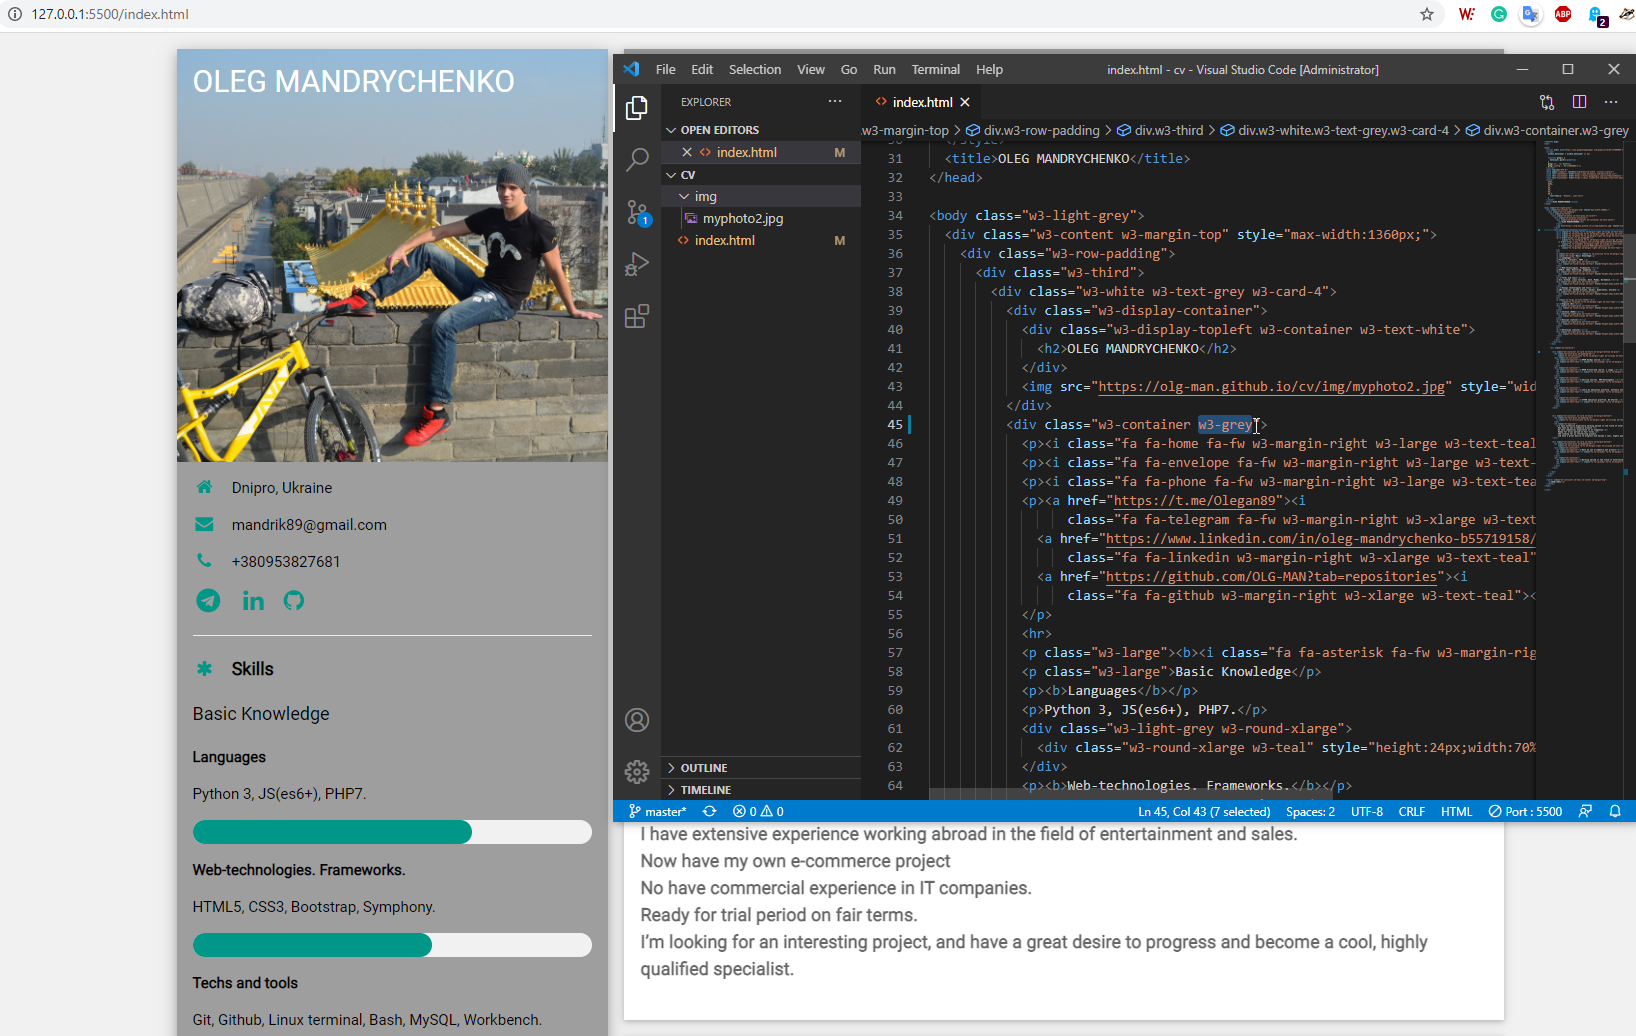 127.0.0.1:5500/index.html
ABP
2
OLEG MANDRYCHENKO
Dnipro, Ukraine
mandrik89@gmail.com
+380953827681
Skills
Basic Knowledge
Languages
Python 3, JS(es6+), PHP7.
Web-technologies. Frameworks.
HTML5, CSS3, Bootstrap, Symphony.
Techs and tools
Git, Github, Linux terminal, Bash, MySQL, Workbench.
File Edit Selection View Go Run Terminal Help
index.html - cv - Visual Studio Code [Administrator]
EXPLORER
OPEN EDITORS
index.html M
CV
img
myphoto2.jpg
index.html M
OUTLINE
TIMELINE
1
index.html
.w3-margin-top > div.w3-row-padding > div.w3-third > div.w3-white.w3-text-grey.w3-card-4 > div.w3-container.w3-grey
30 </style>
31 <title>OLEG MANDRYCHENKO</title>
32 </head>
33
34 <body class="w3-light-grey">
35 <div class="w3-content w3-margin-top" style="max-width:1360px;">
36 <div class="w3-row-padding">
37 <div class="w3-third">
38 <div class="w3-white w3-text-grey w3-card-4">
39 <div class="w3-display-container">
40 <div class="w3-display-topleft w3-container w3-text-white">
41 <h2>OLEG MANDRYCHENKO</h2>
42 </div>
43 <img src="https://olg-man.github.io/cv/img/myphoto2.jpg" style="wid
44 </div>
45 <div class="w3-container w3-grey">
46 <p><i class="fa fa-home fa-fw w3-margin-right w3-large w3-text-teal
47 <p><i class="fa fa-envelope fa-fw w3-margin-right w3-large w3-text-
48 <p><i class="fa fa-phone fa-fw w3-margin-right w3-large w3-text-tea
49 <p><a href="https://t.me/Olegan89"><i
50 class="fa fa-telegram fa-fw w3-margin-right w3-xlarge w3-text
51 <a href="https://www.linkedin.com/in/oleg-mandrychenko-b55719158/
52 class="fa fa-linkedin w3-margin-right w3-xlarge w3-text-teal"
53 <a href="https://github.com/OLG-MAN?tab=repositories"><i
54 class="fa fa-github w3-margin-right w3-xlarge w3-text-teal"><
55 </p>
56 <hr>
57 <p class="w3-large"><b><i class="fa fa-asterisk fa-fw w3-margin-rig
58 <p class="w3-large">Basic Knowledge</p>
59 <p><b>Languages</b></p>
60 <p>Python 3, JS(es6+), PHP7.</p>
61 <div class="w3-light-grey w3-round-xlarge">
62 <div class="w3-round-xlarge w3-teal" style="height:24px;width:70%
63 </div>
64 <p><b>Web-technologies. Frameworks.</b></p>
master* 0 0 Ln 45, Col 43 (7 selected) Spaces: 2 UTF-8 CRLF HTML Port : 5500
I have extensive experience working abroad in the field of entertainment and sales.
Now have my own e-commerce project
No have commercial experience in IT companies.
Ready for trial period on fair terms.
I'm looking for an interesting project, and have a great desire to progress and become a cool, highly
qualified specialist.